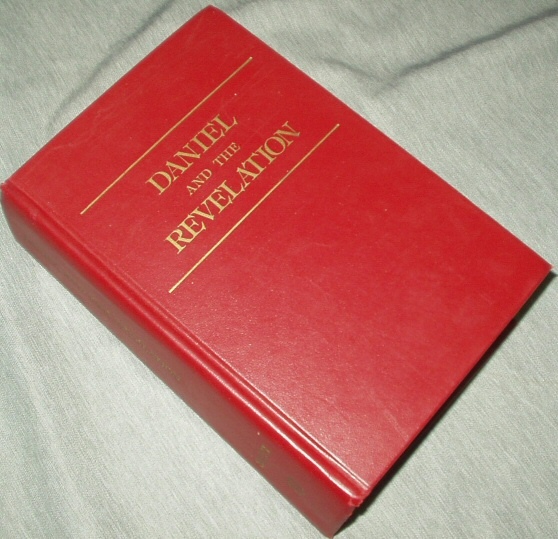 DANIEL
AND THE
REVELATION